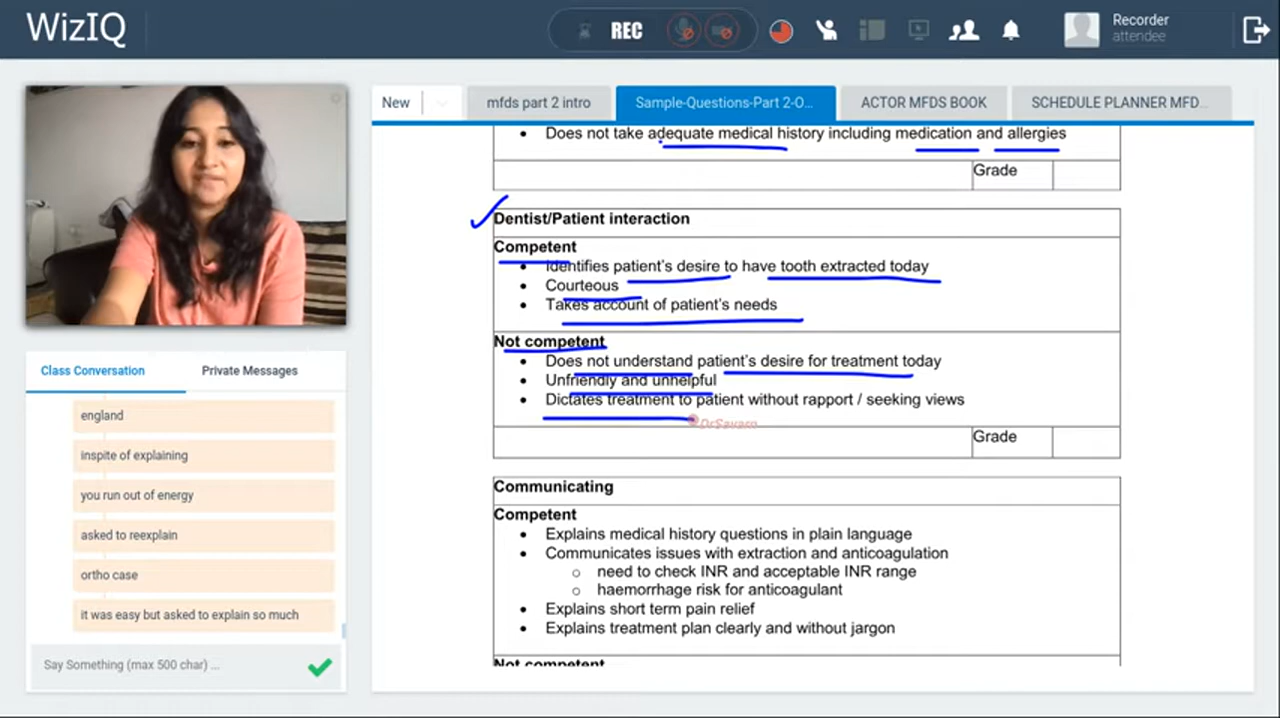 WizIQ
REC
Recorder
attendee
New
mfds part 2 intro
Sample-Questions-Part 2-O...
ACTOR MFDS BOOK
SCHEDULE PLANNER MFD...
Class Conversation
Private Messages
england
inspite of explaining
you run out of energy
asked to reexplain
ortho case
it was easy but asked to explain so much
Say Something (max 500 char) ...
• Does not take adequate medical history including medication and allergies
Grade
Dentist/Patient interaction
Competent
• Identifies patient's desire to have tooth extracted today
• Courteous
• Takes account of patient's needs
Not competent
• Does not understand patient's desire for treatment today
• Unfriendly and unhelpful
• Dictates treatment to patient without rapport / seeking views
Grade
Communicating
Competent
• Explains medical history questions in plain language
• Communicates issues with extraction and anticoagulation
o need to check INR and acceptable INR range
o haemorrhage risk for anticoagulant
• Explains short term pain relief
• Explains treatment plan clearly and without jargon
Not competent